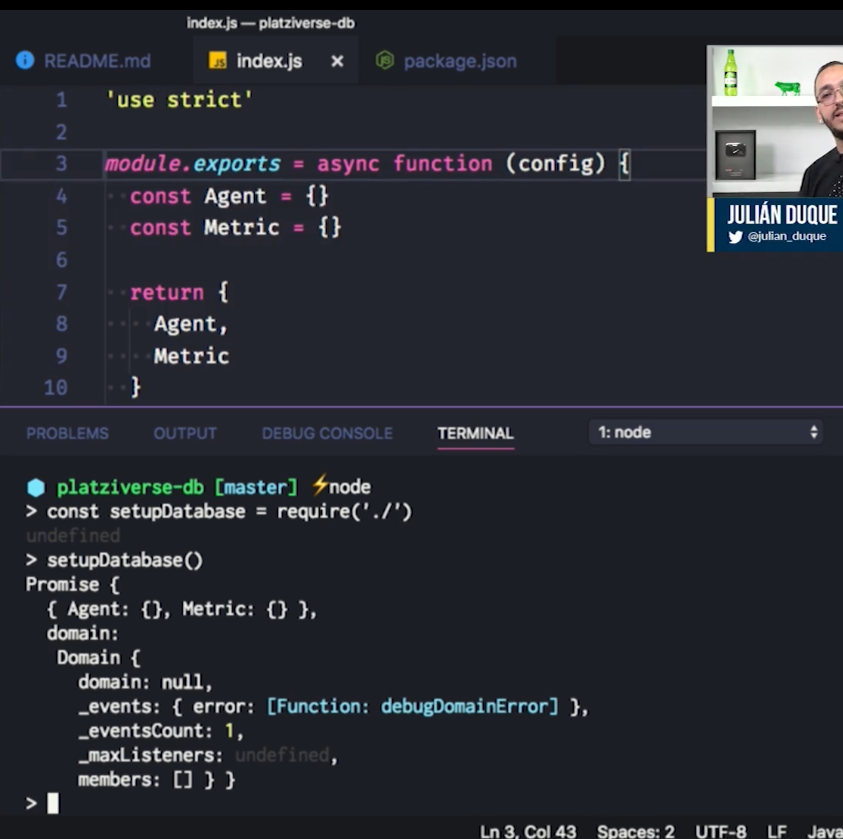 index.js — platziverse-db
README.md
index.js
package.json
1 'use strict'
2
3 module.exports = async function (config) {
4 const Agent = {}
5 const Metric = {}
6
7 return {
8 Agent,
9 Metric
10 }
JULIÁN DUQUE
@julian_duque
PROBLEMS OUTPUT DEBUG CONSOLE TERMINAL 1: node
platziverse-db [master] ⚡node
> const setupDatabase = require('./')
undefined
> setupDatabase()
Promise {
{ Agent: {}, Metric: {} },
domain:
Domain {
domain: null,
_events: { error: [Function: debugDomainError] },
_eventsCount: 1,
_maxListeners: undefined,
members: [] } }
>
Ln 3, Col 43 Spaces: 2 UTF-8 LF Java